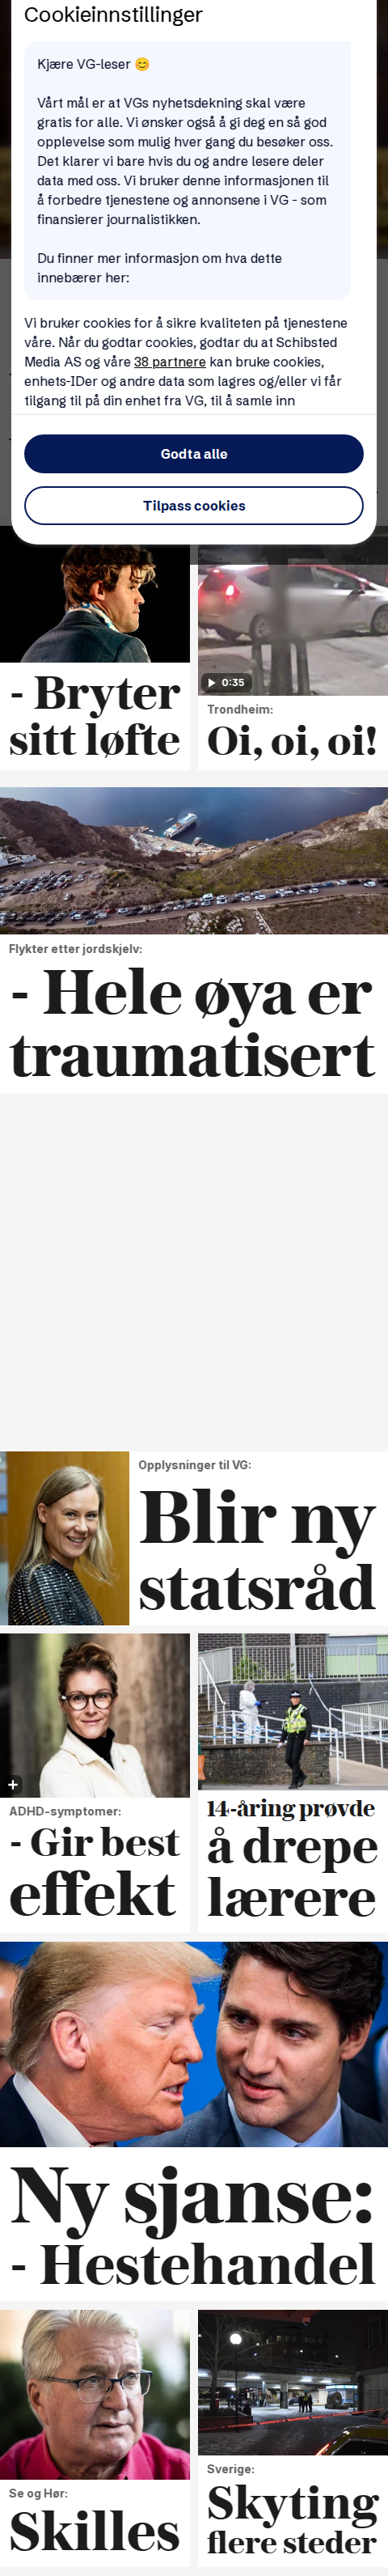 Cookieinnstillinger
Kjære VG-leser 😊
Vårt mål er at VGs nyhetsdekning skal være
gratis for alle. Vi ønsker også å gi deg en så god
opplevelse som mulig hver gang du besøker oss.
Det klarer vi bare hvis du og andre lesere deler
data med oss. Vi bruker denne informasjonen til
å forbedre tjenestene og annonsene i VG - som
finansierer journalistikken.
Du finner mer informasjon om hva dette
innebærer her:
Vi bruker cookies for å sikre kvaliteten på tjenestene
våre. Når du godtar cookies, godtar du at Schibsted
Media AS og våre 38 partnere kan bruke cookies,
enhets-IDer og andre data som lagres og/eller vi får
tilgang til på din enhet fra VG, til å samle inn
Godta alle
Tilpass cookies
- Bryter
sitt løfte
0:35
Trondheim:
Oi, oi, oi!
Flykter etter jordskjelv:
- Hele øya er
traumatisert
Opplysninger til VG:
Blir ny
statsråd
ADHD-symptomer:
- Gir best
effekt
14-åring prøvde
å drepe
lærere
Ny sjanse:
- Hestehandel
Se og Hør:
Skilles
Sverige:
Skyting
flere steder